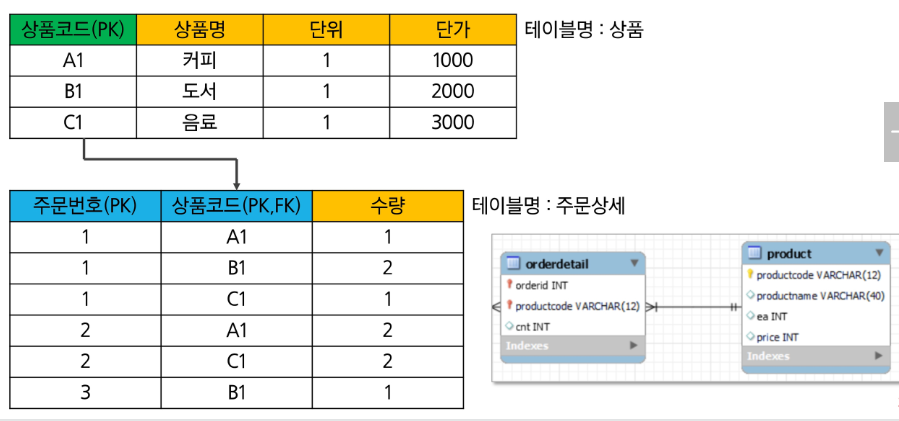 상품코드(PK) 상품명 단위 단가 테이블명 : 상품
A1 커피 1 1000
B1 도서 1 2000
C1 음료 1 3000
주문번호(PK) 상품코드(PK,FK) 수량 테이블명 : 주문상세
1 A1 1
1 B1 2
1 C1 1
2 A1 2
2 C1 2
3 B1 1
orderdetail
orderid INT
productcode VARCHAR(12)
cnt INT
Indexes
product
productcode VARCHAR(12)
productname VARCHAR(40)
ea INT
price INT
Indexes